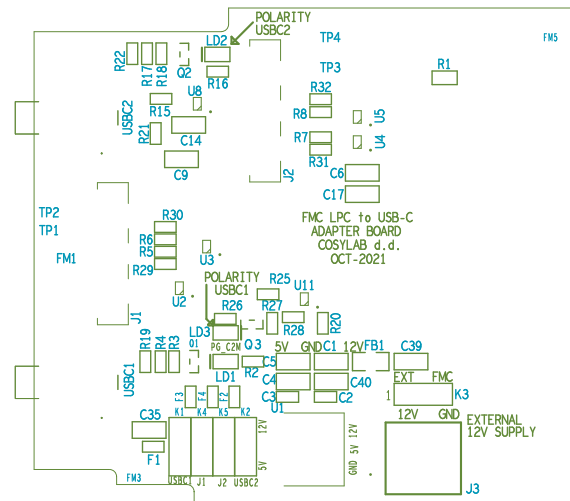 POLARITY
USBC2
LD2
TP4
FM5
R22
R17
R18
Q2
TP3
R1
R16
U8
R32
R15
USBC2
R21
R8
U5
C14
R7
U4
R31
C9
J2
C6
C17
TP2
R30
FMC LPC to USB-C
ADAPTER BOARD
COSYLAB d.d.
OCT-2021
TP1
R6
R5
FM1
U3
R29
POLARITY
USBC1
U2
R25
U11
J1
R26
R27
R28
R20
R19
R4
R3
Q1
LD3
Q3
PG_C2M
5V
GND
C1
12V
FB1
C39
C5
R2
LD1
USBC1
C4
C40
EXT
FMC
F3
F4
F2
C3
C2
1
K3
U1
K1
K4
K5
K2
12V
GND
C35
EXTERNAL
12V SUPPLY
12V
12V
5V
F1
5V
GND
FM3
USBC1
J1
J2
USBC2
J3